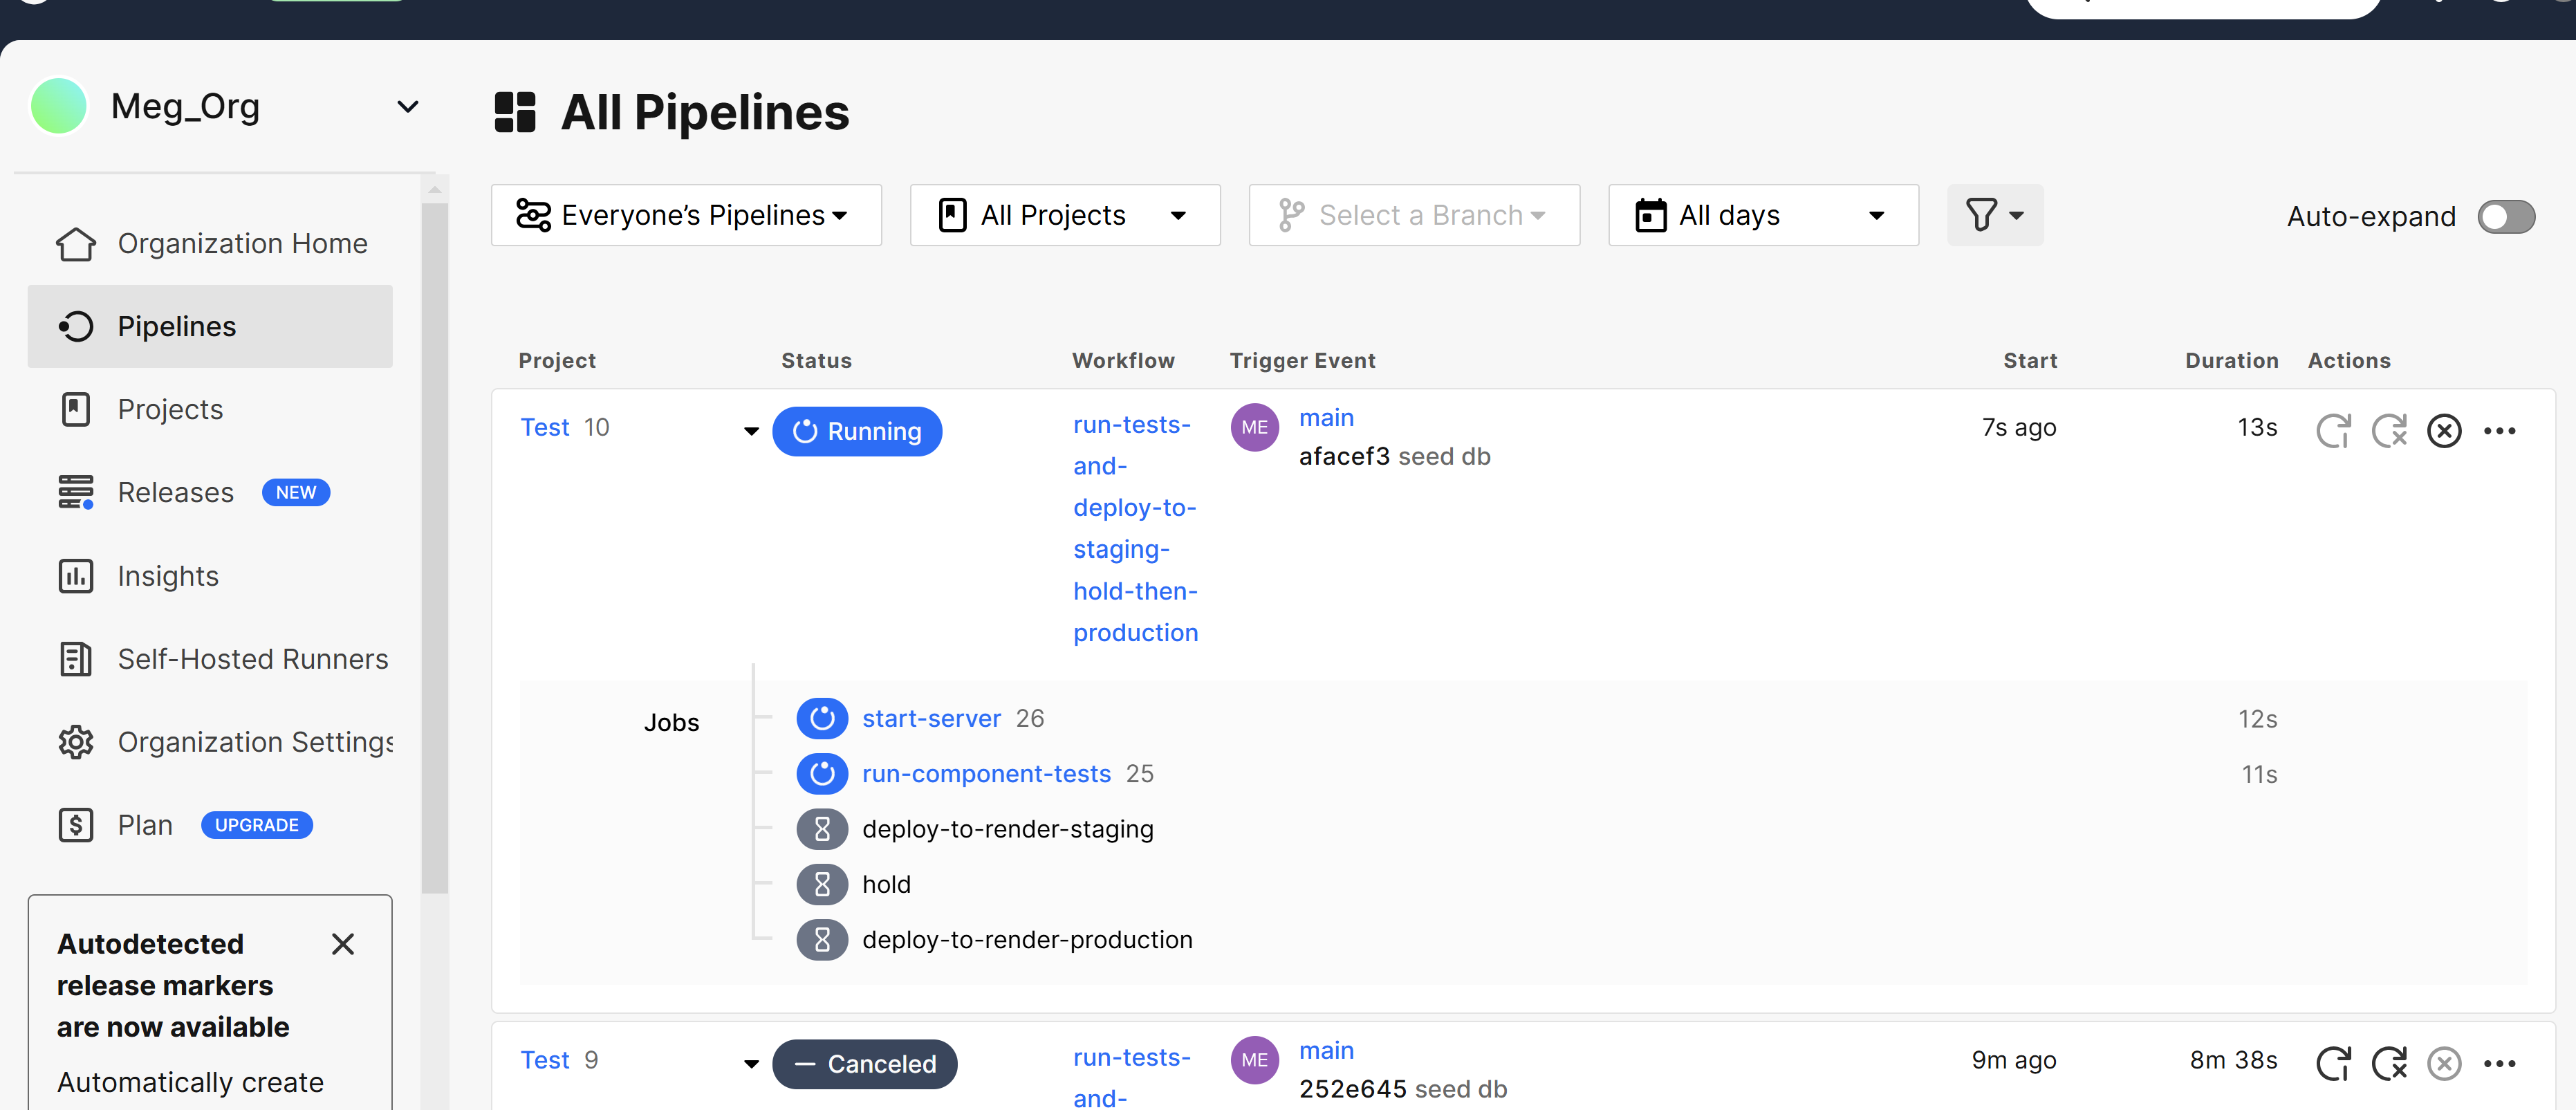 Meg_Org
Organization Home
Pipelines
Projects
Releases NEW
Insights
Self-Hosted Runners
Organization Settings
Plan UPGRADE
Autodetected
release markers
are now available
Automatically create
All Pipelines
Everyone’s Pipelines
All Projects
Select a Branch
All days
Auto-expand
Project Status Workflow Trigger Event Start Duration Actions
Test 10 Running run-tests-
and-
deploy-to-
staging-
hold-then-
production
ME main
afacef3 seed db
7s ago 13s
Jobs
start-server 26 12s
run-component-tests 25 11s
deploy-to-render-staging
hold
deploy-to-render-production
Test 9 Canceled run-tests-
and-
ME main
252e645 seed db
9m ago 8m 38s